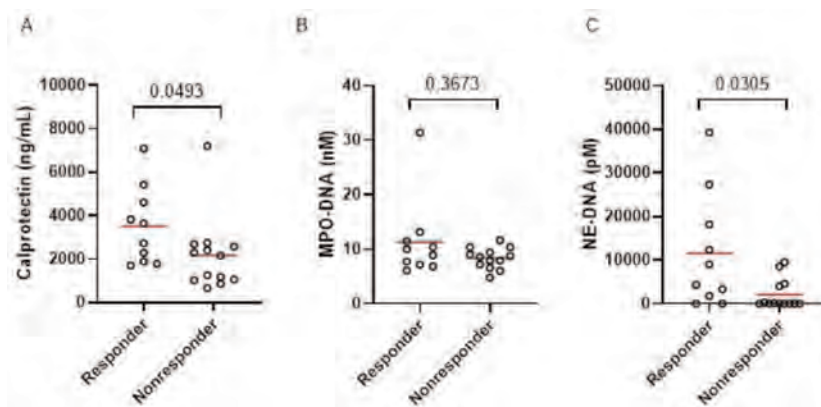 A
0.0493
Calprotectin (ng/mL)
10000
8000
6000
4000
2000
0
Responder
Nonresponder
B
0.3673
MPO-DNA (nM)
40
30
20
10
0
Responder
Nonresponder
C
0.0305
NE-DNA (pM)
50000
40000
30000
20000
10000
0
Responder
Nonresponder